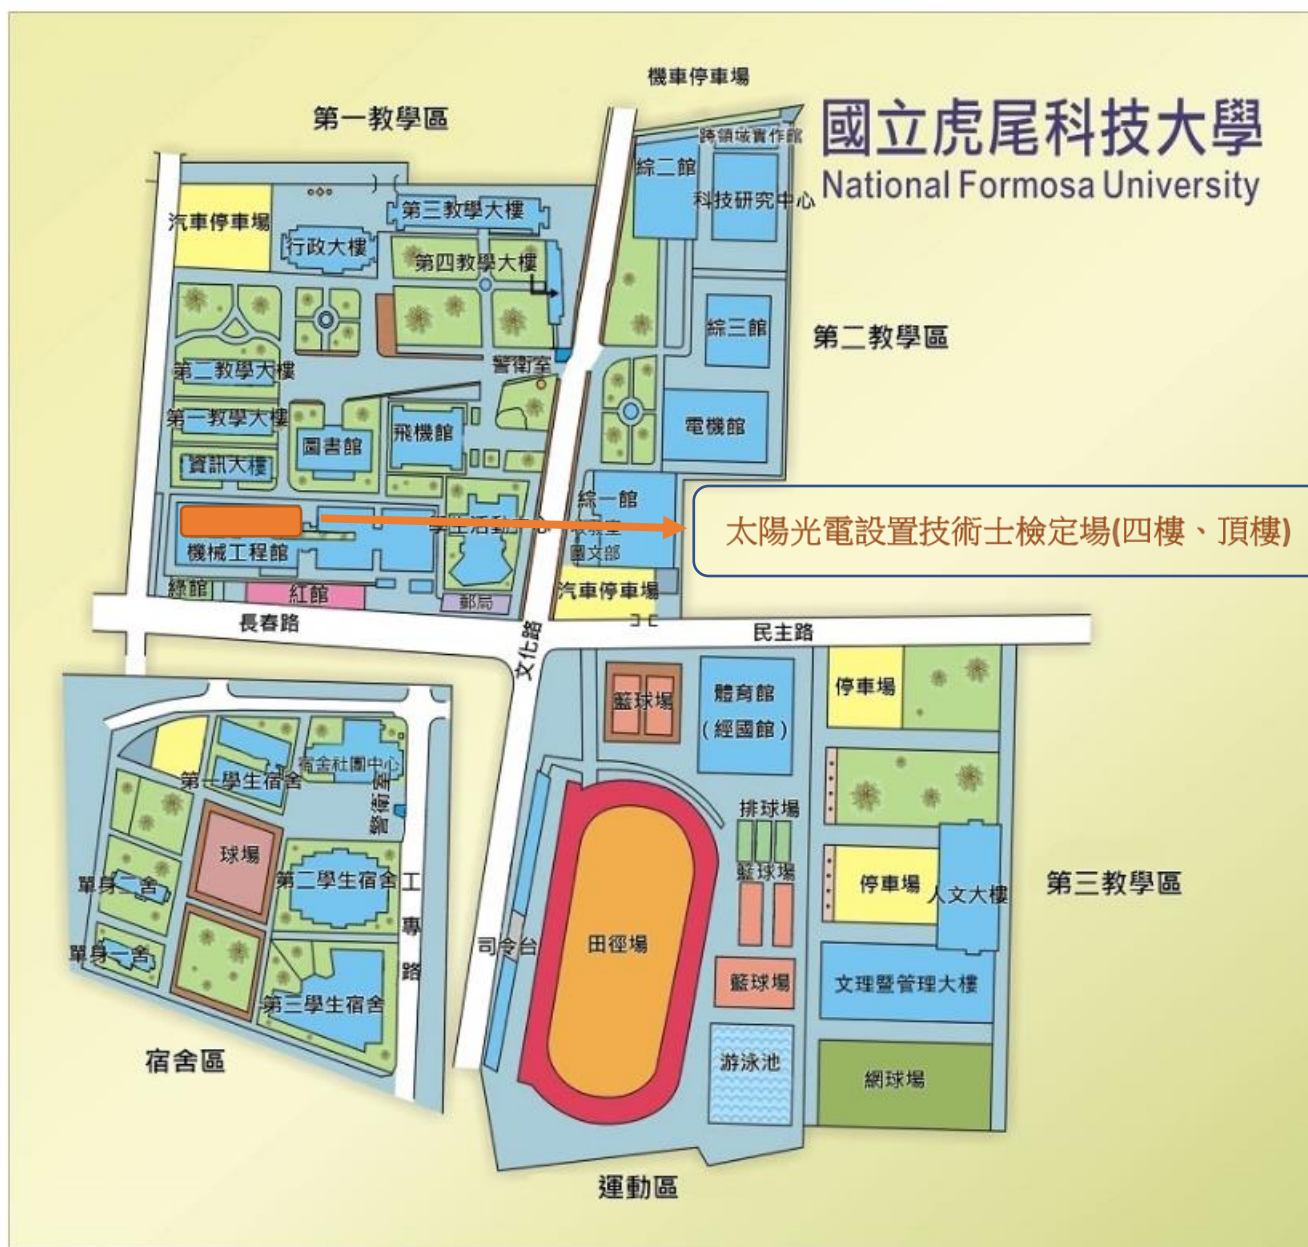 機車停車場
國立虎尾科技大學
National Formosa University
第一教學區
跨領域實作館
綜二館
科技研究中心
第三教學大樓
汽車停車場
行政大樓
第四教學大樓
綜三館
第二教學區
警衛室
第二教學大樓
第一教學大樓
電機館
飛機館
圖書館
資訊大樓
綜一館
學生活動中心
太陽光電設置技術士檢定場(四樓、頂樓)
機械工程館
圖文部
綠館
紅館
郵局
汽車停車場
長春路
文化路
民主路
籃球場
體育館
(經國館)
停車場
宿舍社團中心
第一學生宿舍
警衛室
排球場
球場
籃球場
停車場
人文大樓
第三教學區
單身二舍
第二學生宿舍
工專路
單身一舍
司令台
田徑場
籃球場
文理暨管理大樓
第三學生宿舍
宿舍區
游泳池
網球場
運動區